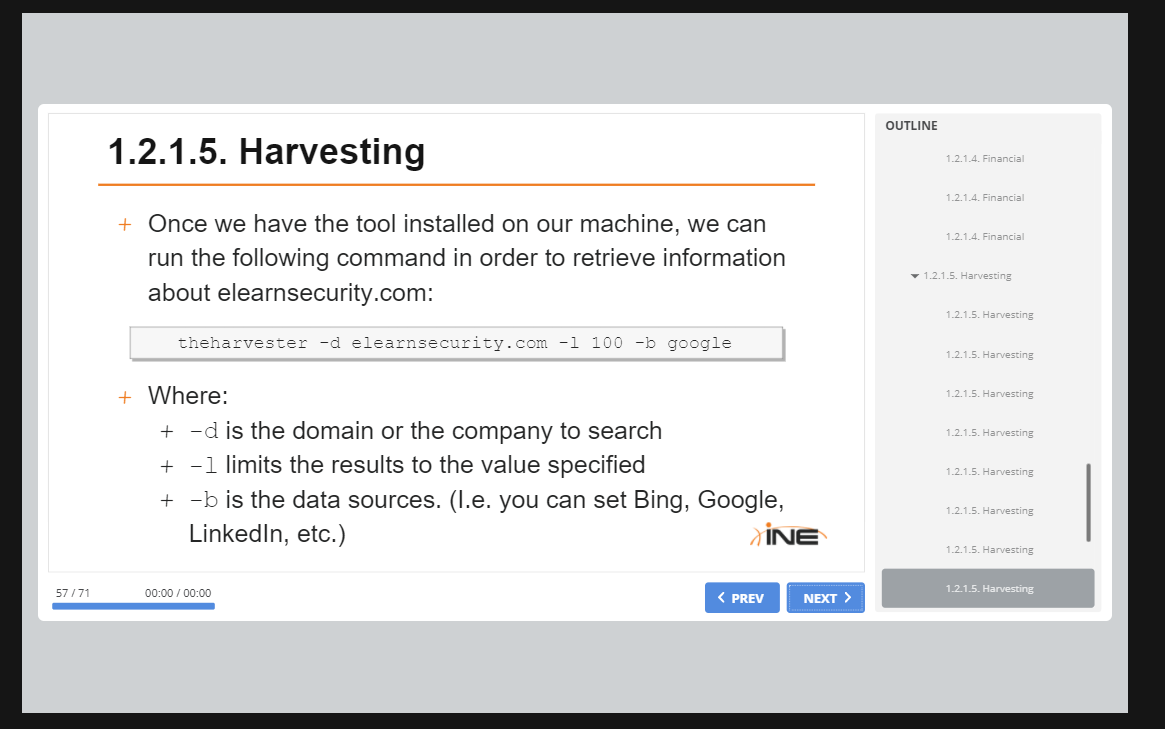 1.2.1.5. Harvesting
+ Once we have the tool installed on our machine, we can
run the following command in order to retrieve information
about elearnsecurity.com:
theharvester -d elearnsecurity.com -l 100 -b google
+ Where:
+ -d is the domain or the company to search
+ -l limits the results to the value specified
+ -b is the data sources. (I.e. you can set Bing, Google,
LinkedIn, etc.)
iNE
57 / 71
00:00 / 00:00
PREV
NEXT
OUTLINE
1.2.1.4. Financial
1.2.1.4. Financial
1.2.1.4. Financial
1.2.1.5. Harvesting
1.2.1.5. Harvesting
1.2.1.5. Harvesting
1.2.1.5. Harvesting
1.2.1.5. Harvesting
1.2.1.5. Harvesting
1.2.1.5. Harvesting
1.2.1.5. Harvesting
1.2.1.5. Harvesting